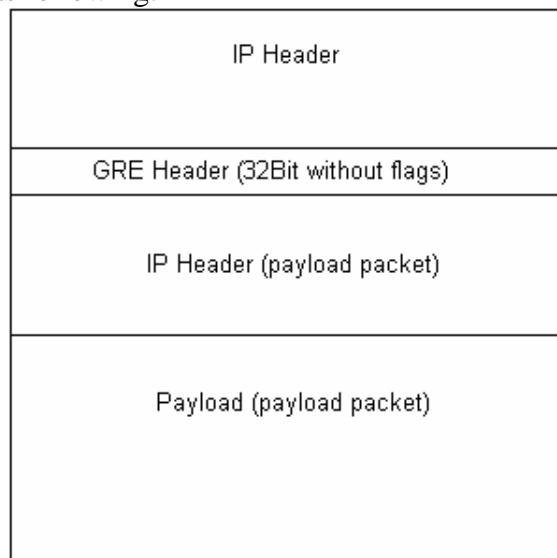 IP Header
GRE Header (32Bit without flags)
IP Header (payload packet)
Payload (payload packet)